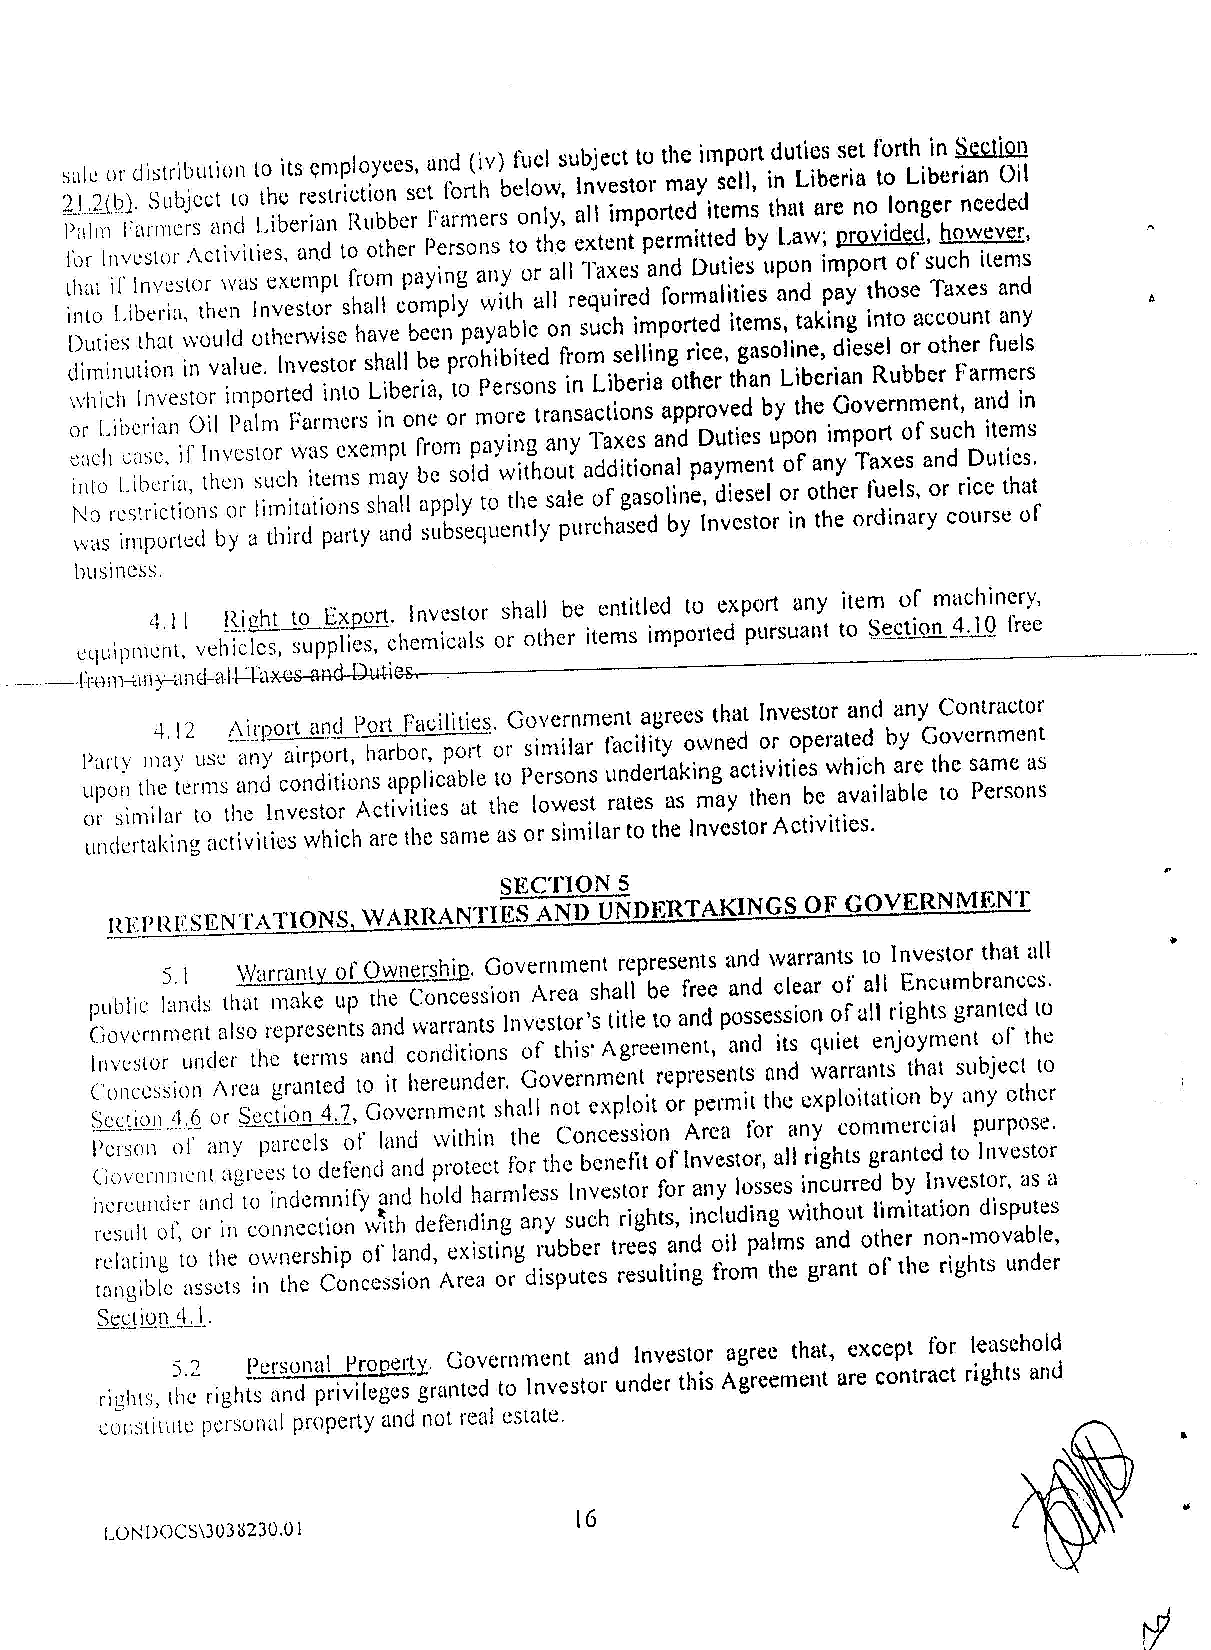 sale or distribution to its employees, and (iv) fuel subject to the import duties set forth in Section
21.2(b). Subject to the restriction set forth below, Investor may sell, in Liberia to Liberian Oil
Palm Farmers and Liberian Rubber Farmers only, all imported items that are no longer needed
for Investor Activities, and to other Persons to the extent permitted by Law; provided, however,
that if Investor was exempt from paying any or all Taxes and Duties upon import of such items
into Liberia, then Investor shall comply with all required formalities and pay those Taxes and
Duties that would otherwise have been payable on such imported items, taking into account any
diminution in value. Investor shall be prohibited from selling rice, gasoline, diesel or other fuels
which Investor imported into Liberia, to Persons in Liberia other than Liberian Rubber Farmers
or Liberian Oil Palm Farmers in one or more transactions approved by the Government, and in
each case, if Investor was exempt from paying any Taxes and Duties upon import of such items
into Liberia, then such items may be sold without additional payment of any Taxes and Duties.
No restrictions or limitations shall apply to the sale of gasoline, diesel or other fuels, or rice that
was imported by a third party and subsequently purchased by Investor in the ordinary course of
business.
4.11 Right to Export. Investor shall be entitled to export any item of machinery,
equipment, vehicles, supplies, chemicals or other items imported pursuant to Section 4.10 free
from any and all Taxes and Duties.
4.12 Airport and Port Facilities. Government agrees that Investor and any Contractor
Party may use any airport, harbor, port or similar facility owned or operated by Government
upon the terms and conditions applicable to Persons undertaking activities which are the same as
or similar to the Investor Activities at the lowest rates as may then be available to Persons
undertaking activities which are the same as or similar to the Investor Activities.
SECTION 5
REPRESENTATIONS, WARRANTIES AND UNDERTAKINGS OF GOVERNMENT
5.1 Warranty of Ownership. Government represents and warrants to Investor that all
public lands that make up the Concession Area shall be free and clear of all Encumbrances.
Government also represents and warrants Investor's title to and possession of all rights granted to
Investor under the terms and conditions of this Agreement, and its quiet enjoyment of the
Concession Area granted to it hereunder. Government represents and warrants that subject to
Section 4.6 or Section 4.7, Government shall not exploit or permit the exploitation by any other
Person of any parcels of land within the Concession Area for any commercial purpose.
Government agrees to defend and protect for the benefit of Investor, all rights granted to Investor
hereunder and to indemnify and hold harmless Investor for any losses incurred by Investor, as a
result of, or in connection with defending any such rights, including without limitation disputes
relating to the ownership of land, existing rubber trees and oil palms and other non-movable,
tangible assets in the Concession Area or disputes resulting from the grant of the rights under
Section 4.1.
5.2 Personal Property. Government and Investor agree that, except for leasehold
rights, the rights and privileges granted to Investor under this Agreement are contract rights and
constitute personal property and not real estate.
LONDOCS\3038230.01
16